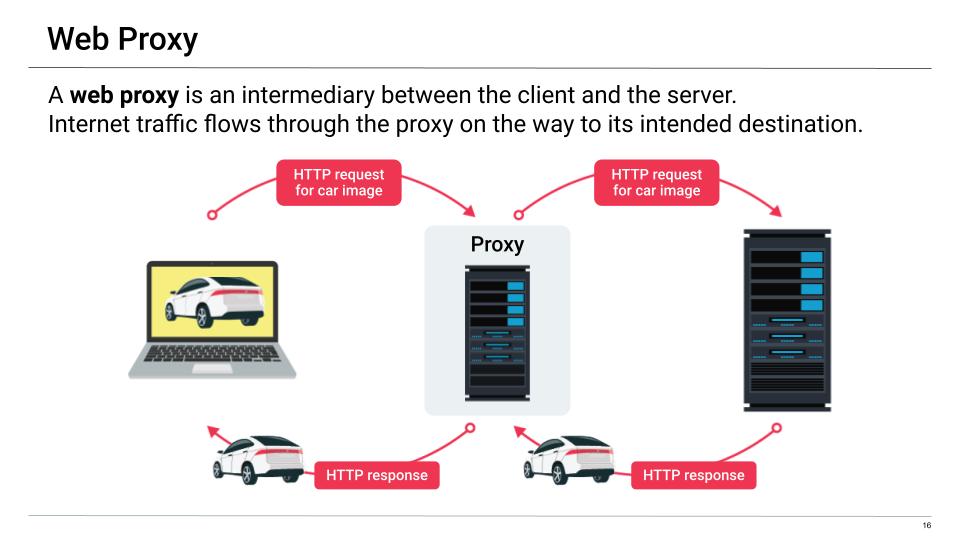 Web Proxy
A web proxy is an intermediary between the client and the server.
Internet traffic flows through the proxy on the way to its intended destination.
HTTP request
for car image
HTTP request
for car image
Proxy
HTTP response
HTTP response
16